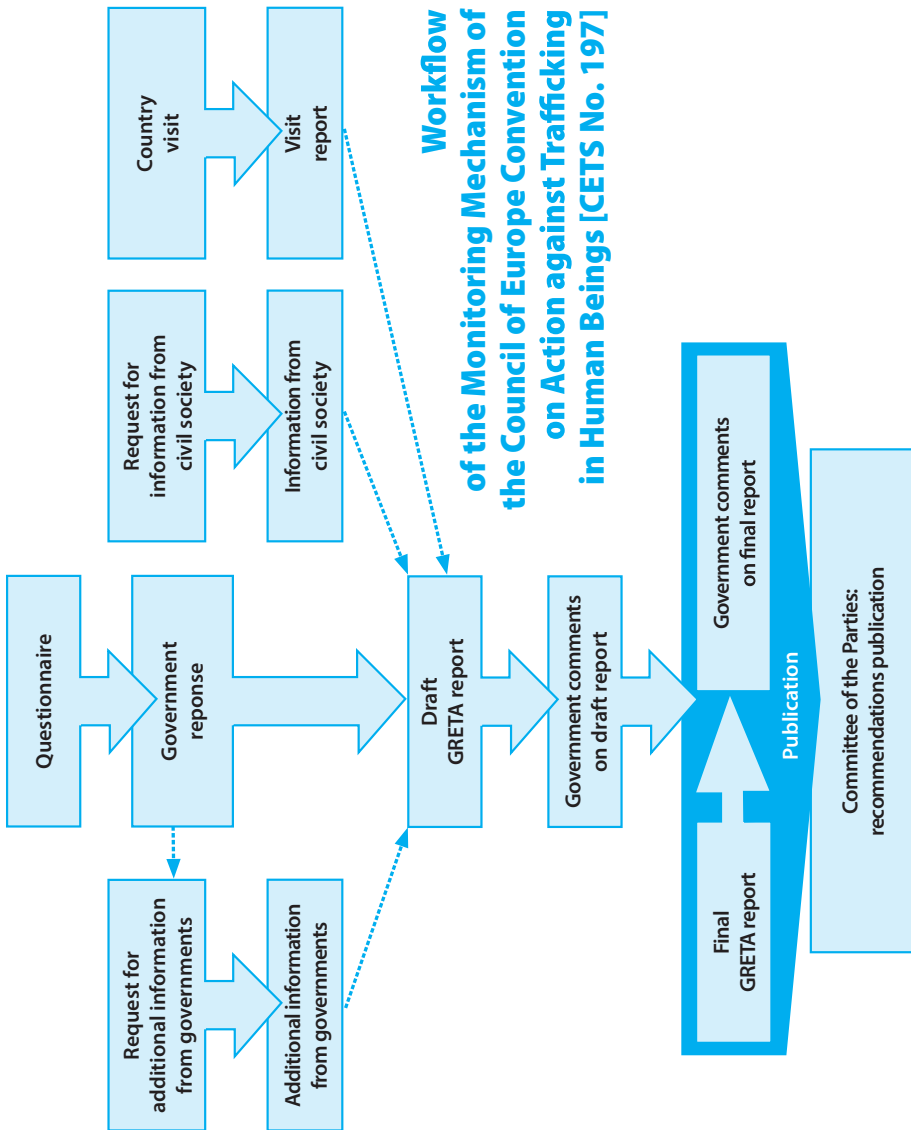 Workflow
of the Monitoring Mechanism of
the Council of Europe Convention
on Action against Trafficking
in Human Beings [CETS No. 197]
Questionnaire
Government
reponse
Request for
additional information
from governments
Additional information
from governments
Request for
information from
civil society
Information from
civil society
Country
visit
Visit
report
Draft
GRETA report
Government comments
on draft report
Final
GRETA report
Government comments
on final report
Publication
Committee of the Parties:
recommendations publication